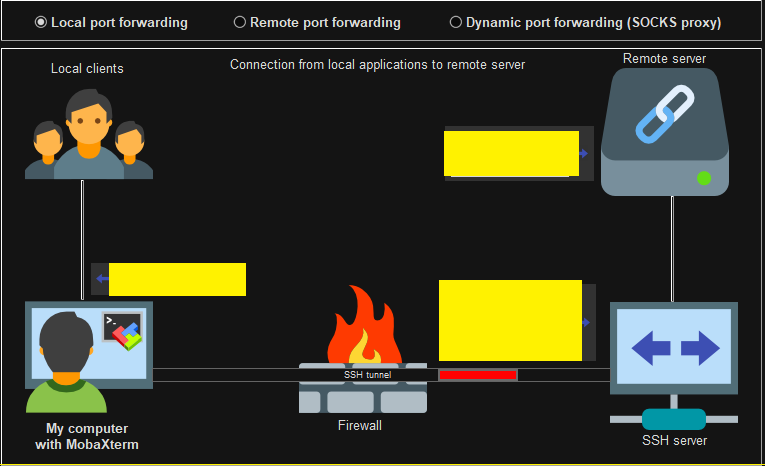 Local port forwarding
Remote port forwarding
Dynamic port forwarding (SOCKS proxy)
Local clients
Connection from local applications to remote server
Remote server
>_
SSH tunnel
Firewall
My computer
with MobaXterm
SSH server